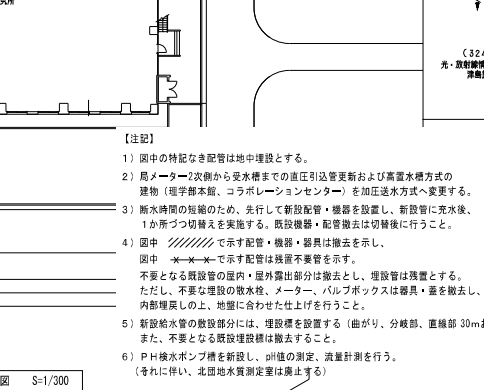 究所
(324
光・放射線情
津島
【注記】
1）図中の特記なき配管は地中埋設とする。
2）局メーター2次側から受水槽までの直圧引込管更新および高置水槽方式の
建物（理学部本館、コラボレーションセンター）を加圧送水方式へ変更する。
3）断水時間の短縮のため、先行して新設配管・機器を設置し、新設管に充水後、
1か所づつ切替えを実施する。既設機器・配管撤去は切替後に行うこと。
4）図中 で示す配管・機器・器具は撤去を示し、
図中 で示す配管は残置不要管を示す。
不要となる既設管の屋内・屋外露出部分は撤去とし、埋設管は残置とする。
ただし、不要な埋設の散水栓、メーター、バルブボックスは器具・蓋を撤去し、
内部埋戻しの上、地盤に合わせた仕上げを行うこと。
5）新設給水管の敷設部分には、埋設標を設置する（曲がり、分岐部、直線部 30mお
また、不要となる既設埋設標は撤去すること。
6）ＰＨ検水ポンプ槽を新設し、pH値の測定、流量計測を行う。
（それに伴い、北団地水質測定室は廃止する）
図 S=1/300